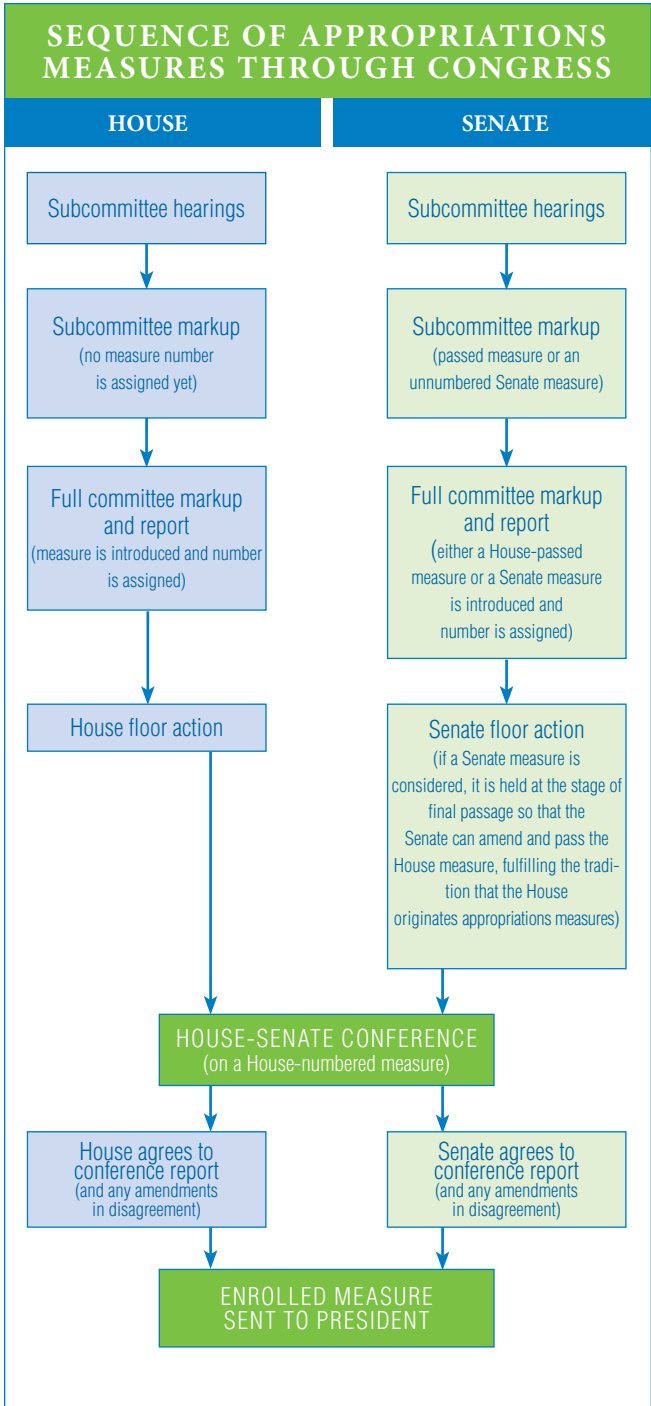 SEQUENCE OF APPROPRIATIONS
MEASURES THROUGH CONGRESS
HOUSE
SENATE
Subcommittee hearings
Subcommittee markup
(no measure number
is assigned yet)
Full committee markup
and report
(measure is introduced and number
is assigned)
House floor action
Subcommittee hearings
Subcommittee markup
(passed measure or an
unnumbered Senate measure)
Full committee markup
and report
(either a House-passed
measure or a Senate measure
is introduced and
number is assigned)
Senate floor action
(if a Senate measure is
considered, it is held at the stage of
final passage so that the
Senate can amend and pass the
House measure, fulfilling the tradi-
tion that the House
originates appropriations measures)
HOUSE-SENATE CONFERENCE
(on a House-numbered measure)
House agrees to
conference report
(and any amendments
in disagreement)
Senate agrees to
conference report
(and any amendments
in disagreement)
ENROLLED MEASURE
SENT TO PRESIDENT